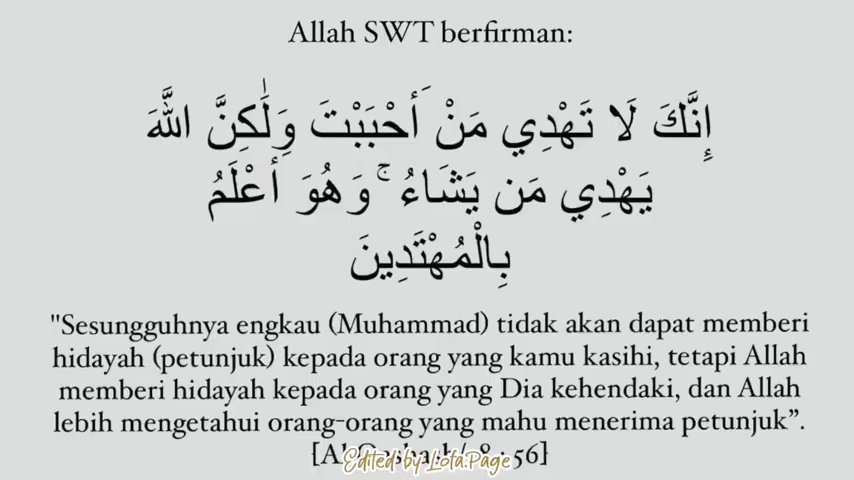 Allah SWT berfirman:
إِنَّكَ لَا تَهْدِي مَنْ أَحْبَبْتَ وَلَٰكِنَّ اللَّهَ
يَهْدِي مَن يَشَاءُ ۚ وَهُوَ أَعْلَمُ
بِالْمُهْتَدِينَ
"Sesungguhnya engkau (Muhammad) tidak akan dapat memberi
hidayah (petunjuk) kepada orang yang kamu kasihi, tetapi Allah
memberi hidayah kepada orang yang Dia kehendaki, dan Allah
lebih mengetahui orang-orang yang mahu menerima petunjuk”.
: 56]
Edited by Lofa.Page